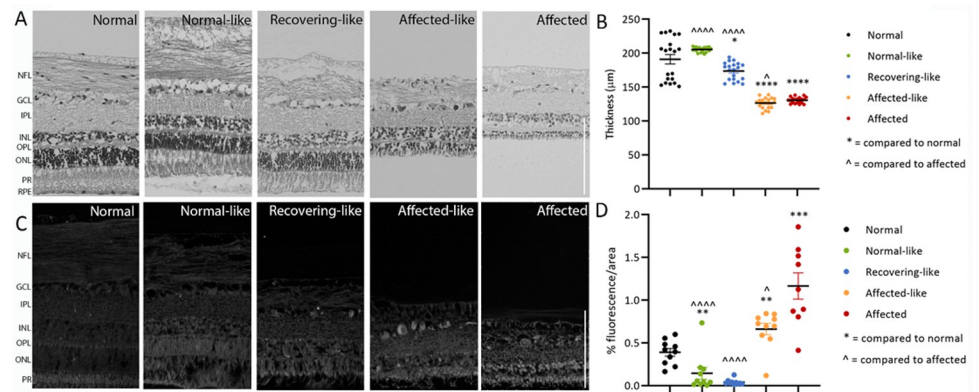 A
Normal
Normal-like
Recovering-like
Affected-like
Affected
NFL
GCL
IPL
INL
OPL
ONL
PR
RPE
B
Thickness (μm)
250
200
150
100
50
0
^^^^
^^^^
*
^
****
****
Normal
Normal-like
Recovering-like
Affected-like
Affected
* = compared to normal
^ = compared to affected
C
Normal
Normal-like
Recovering-like
Affected-like
Affected
NFL
GCL
IPL
INL
OPL
ONL
PR
D
% fluorescence/area
2.0
1.5
1.0
0.5
0.0
^^^^
**
^^^^
^
**
***
Normal
Normal-like
Recovering-like
Affected-like
Affected
* = compared to normal
^ = compared to affected